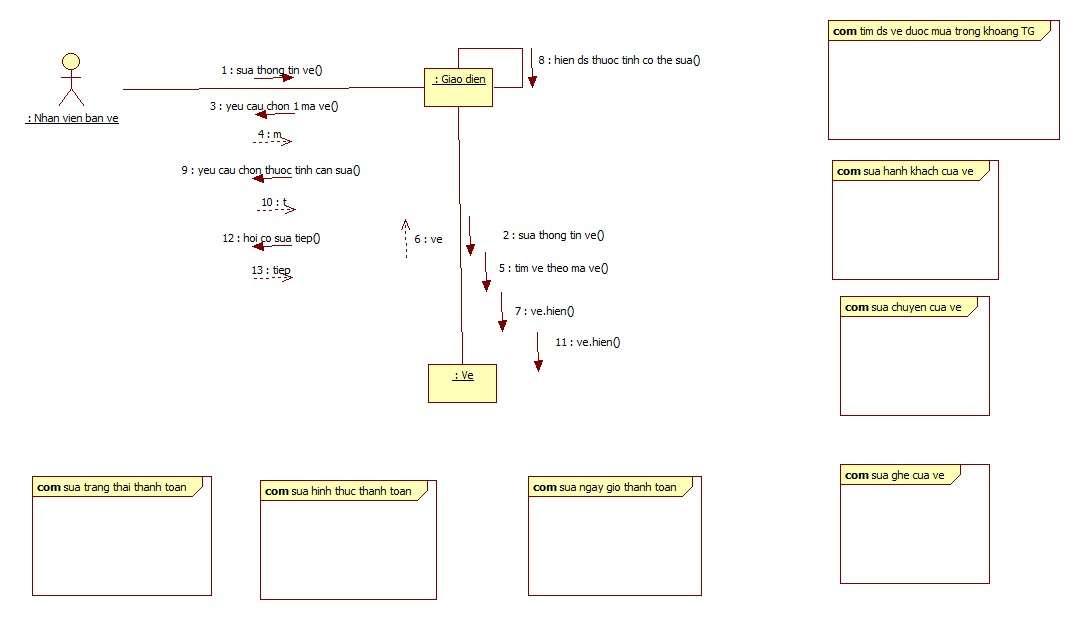 com tim ds ve duoc mua trong khoang TG
8 : hien ds thuoc tinh co the sua()
1 : sua thong tin ve()
: Giao dien
3 : yeu cau chon 1 ma ve()
: Nhan vien ban ve
4 : m
9 : yeu cau chon thuoc tinh can sua()
com sua hanh khach cua ve
10 : t
12 : hoi co sua tiep()
6 : ve
2 : sua thong tin ve()
13 : tiep
5 : tim ve theo ma ve()
7 : ve.hien()
com sua chuyen cua ve
11 : ve.hien()
: Ve
com sua ghe cua ve
com sua trang thai thanh toan
com sua hinh thuc thanh toan
com sua ngay gio thanh toan